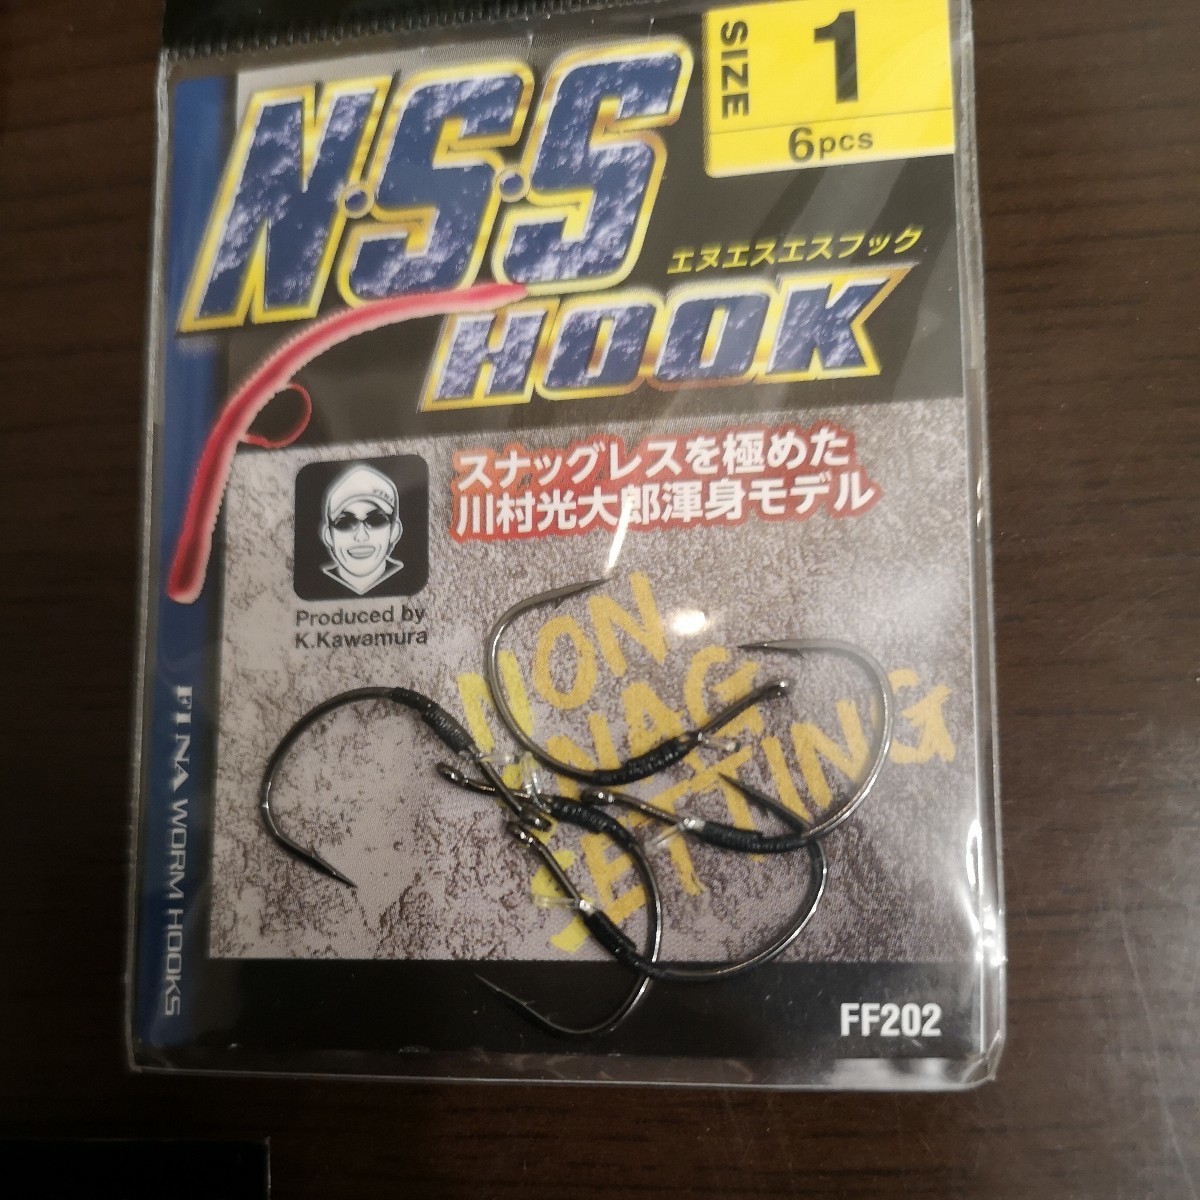 SIZE
1
6pcs
N・S・S
エヌエスエスフック
HOOK
スナッグレスを極めた
川村光大郎渾身モデル
Produced by
K.Kawamura
NON
SNAG
SETTING
FINA WORM HOOKS
FF202